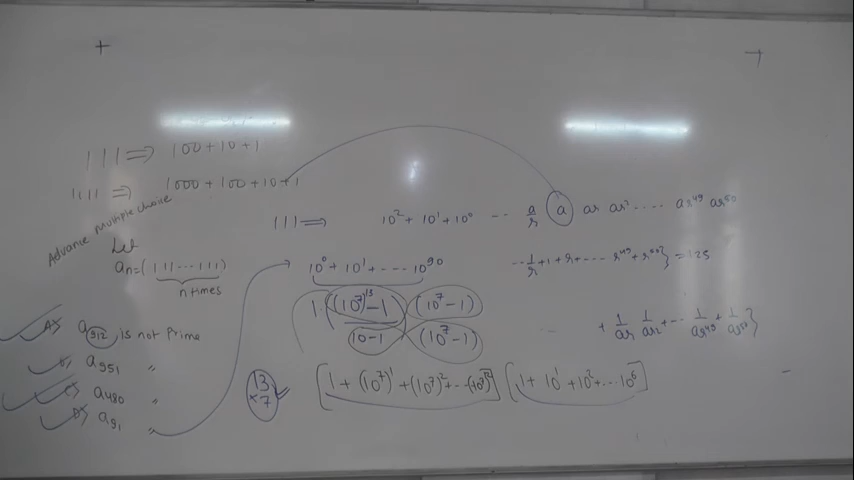 111 ⇒ 100+10+1
1111 ⇒ 1000+100+10+1
Advance Multiple choice
Let
an=(111---111)
n times
A) a912 is not Prime
B) a951 "
C) a480 "
D) a91 "
111 ⇒ 10²+10¹+10⁰
10⁰+10¹+----10⁹⁰
1.((10⁷)¹³-1) (10⁷-1)
10-1 (10⁷-1)
13
×7
[1+(10⁷)¹+(10⁷)²+--(10⁷)¹²] [1+10¹+10²+--10⁶]
-- a/r a ar ar² ---- ar⁴⁹ ar⁵⁰
--1/r+1+r+---r⁴⁹+r⁵⁰} =125
+ 1/ar 1/ar2+-- 1/ar⁴⁹+1/ar⁵⁰}